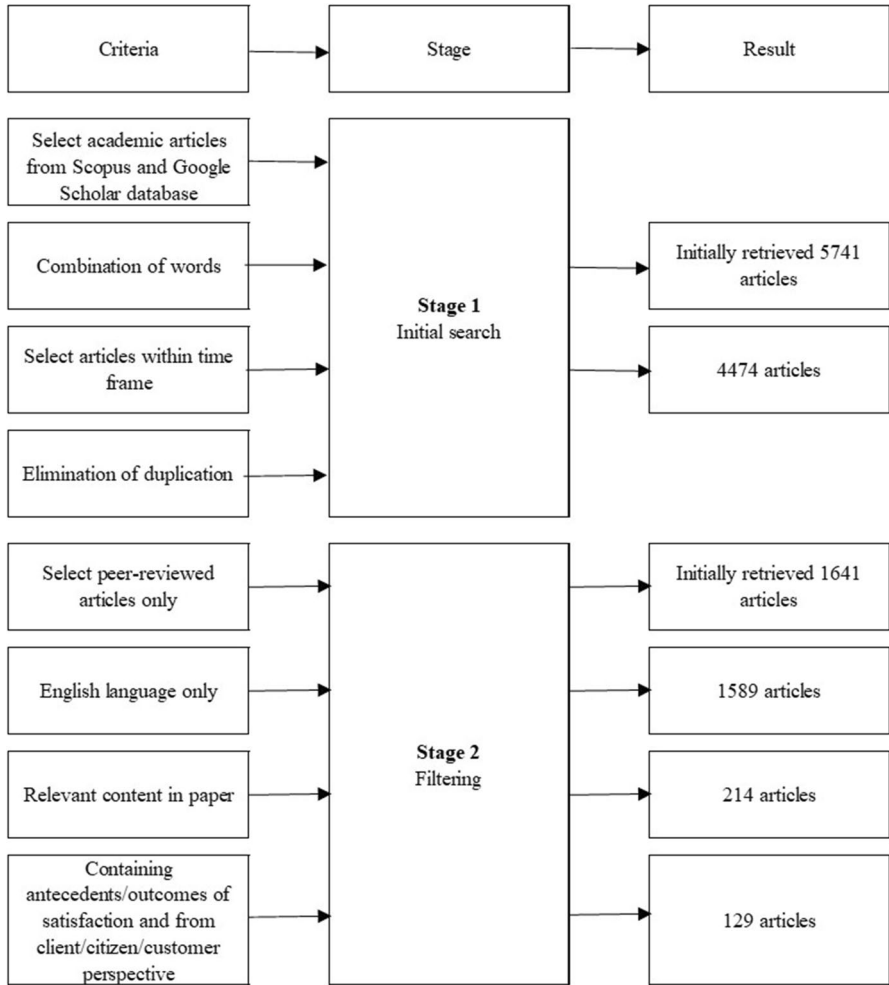 Criteria
Stage
Result
Select academic articles
from Scopus and Google
Scholar database
Combination of words
Select articles within time
frame
Elimination of duplication
Stage 1
Initial search
Initially retrieved 5741
articles
4474 articles
Select peer-reviewed
articles only
English language only
Relevant content in paper
Containing
antecedents/outcomes of
satisfaction and from
client/citizen/customer
perspective
Stage 2
Filtering
Initially retrieved 1641
articles
1589 articles
214 articles
129 articles